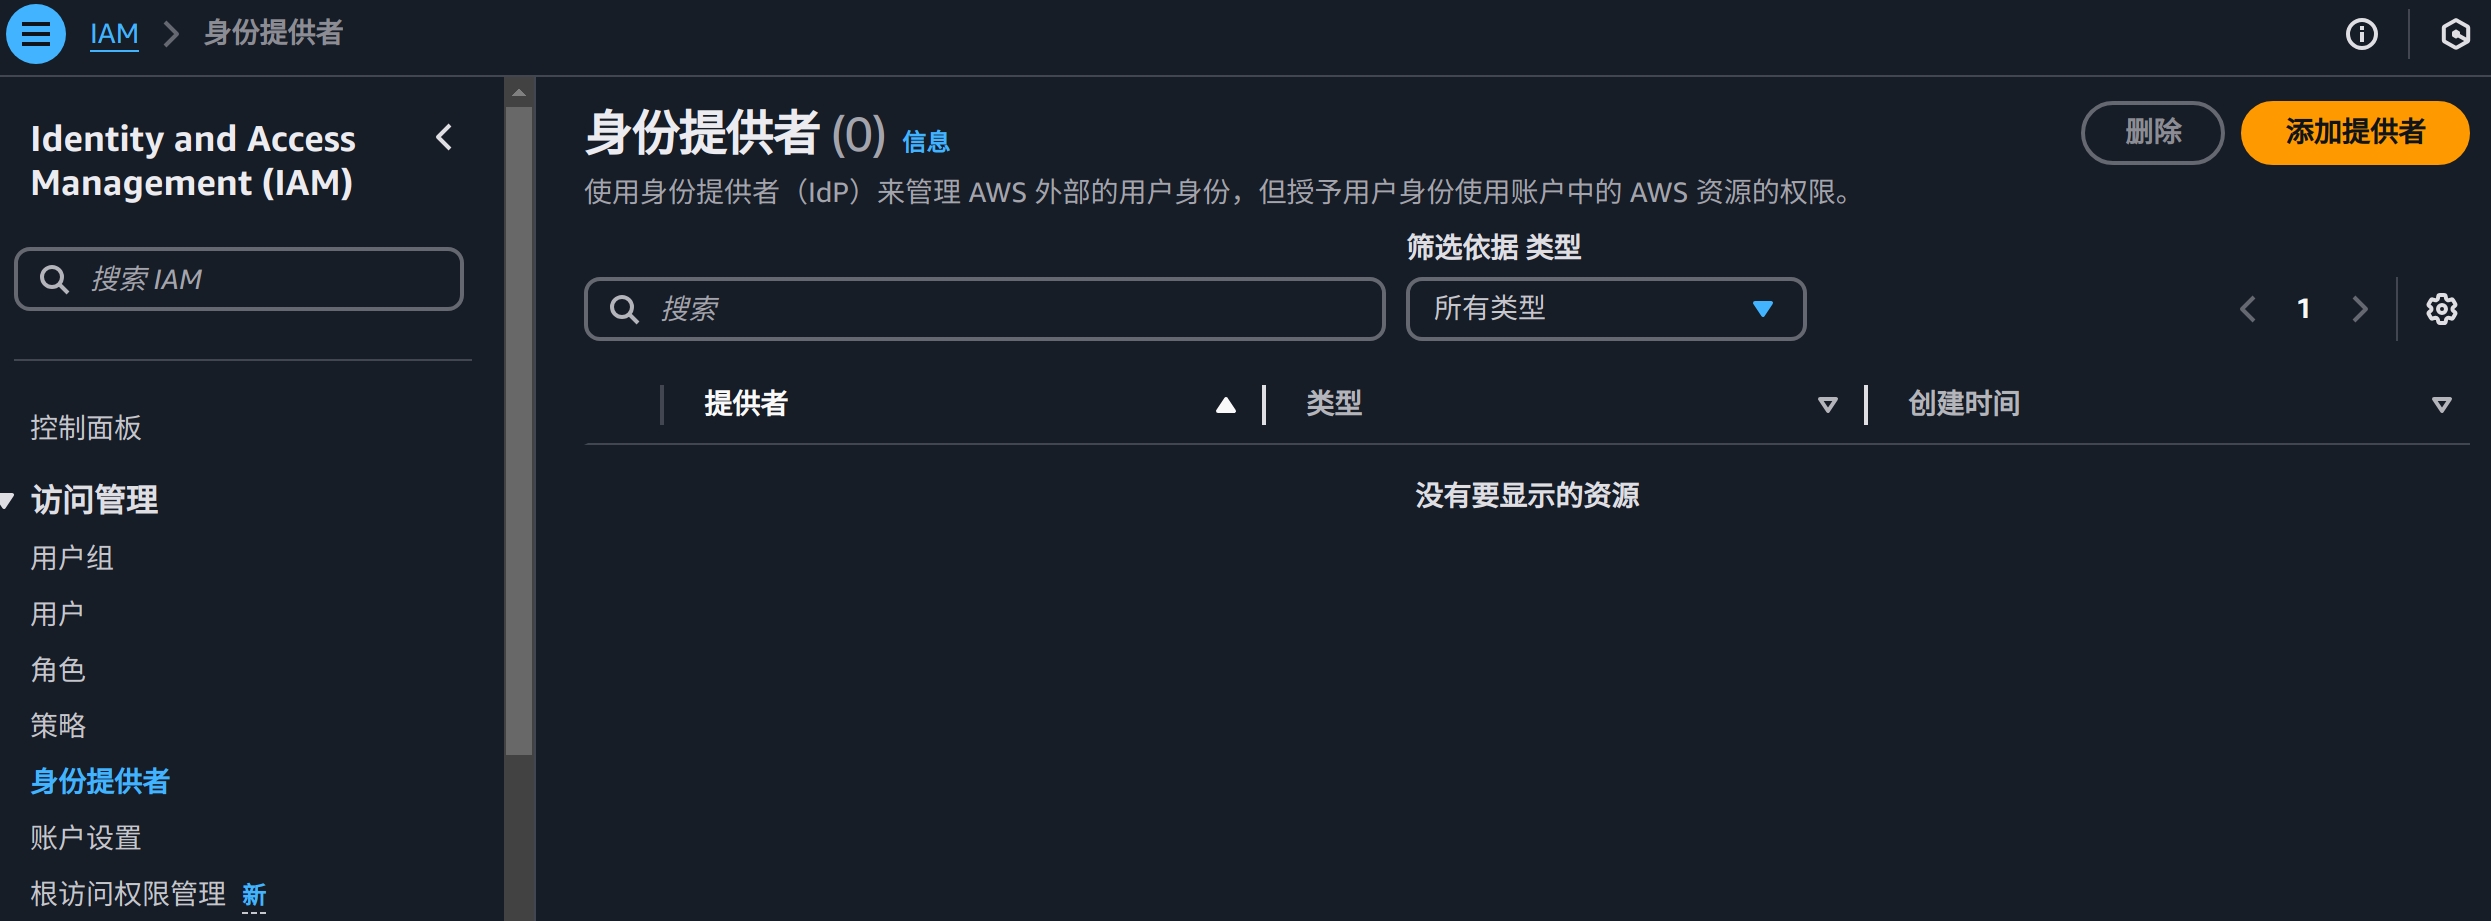 IAM
身份提供者
Identity and Access
Management (IAM)
搜索 IAM
控制面板
访问管理
用户组
用户
角色
策略
身份提供者
账户设置
根访问权限管理 新
身份提供者 (0) 信息
删除
添加提供者
使用身份提供者（IdP）来管理 AWS 外部的用户身份，但授予用户身份使用账户中的 AWS 资源的权限。
筛选依据 类型
搜索
所有类型
1
提供者
类型
创建时间
没有要显示的资源